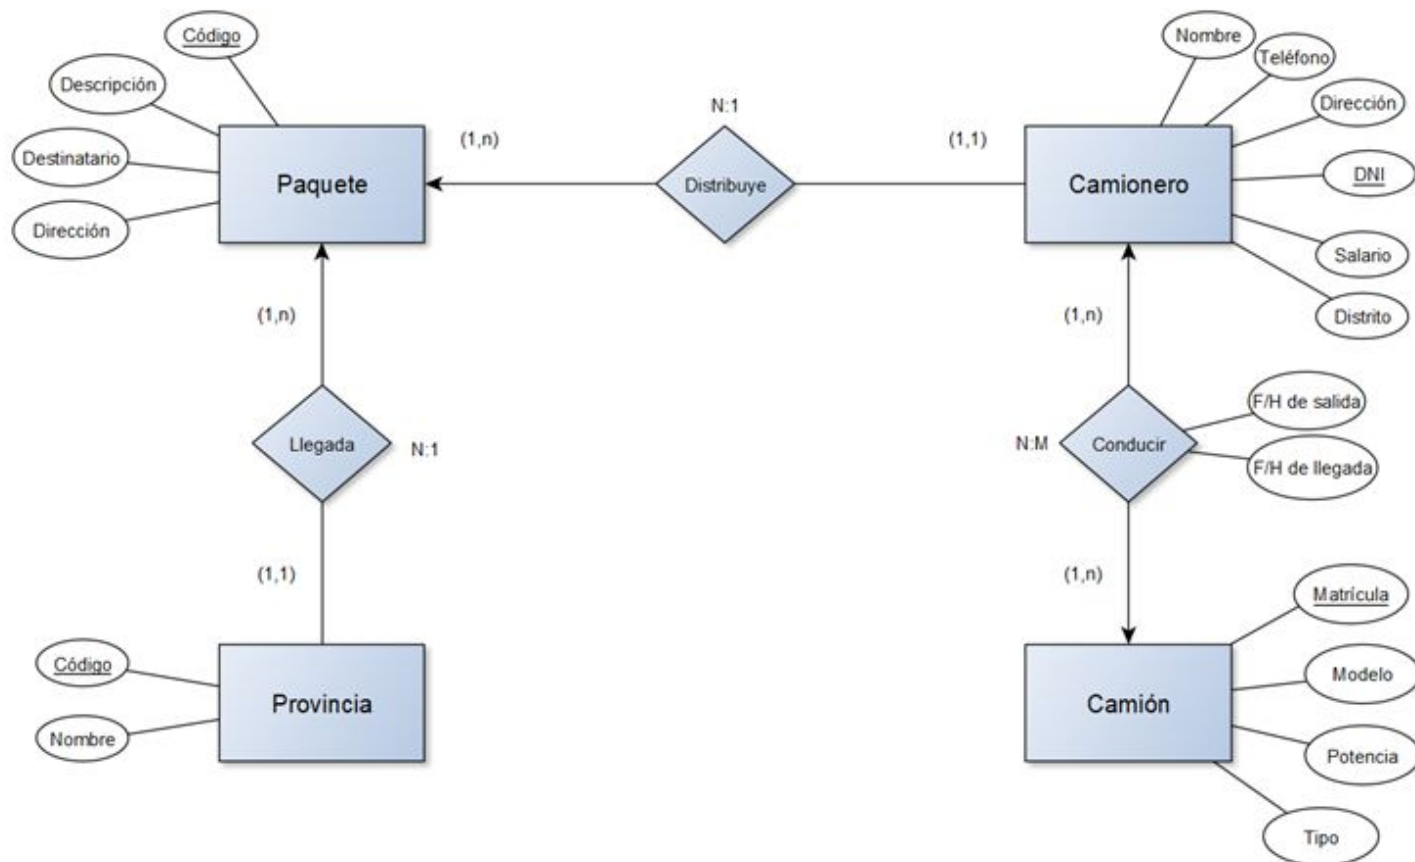 Código
Nombre
Teléfono
Descripción
Dirección
N:1
(1,n)
(1,1)
Destinatario
Paquete
Distribuye
Camionero
DNI
Dirección
Salario
Distrito
(1,n)
(1,n)
F/H de salida
Llegada
N:1
N:M
Conducir
F/H de llegada
(1,1)
(1,n)
Matrícula
Código
Modelo
Provincia
Camión
Nombre
Potencia
Tipo